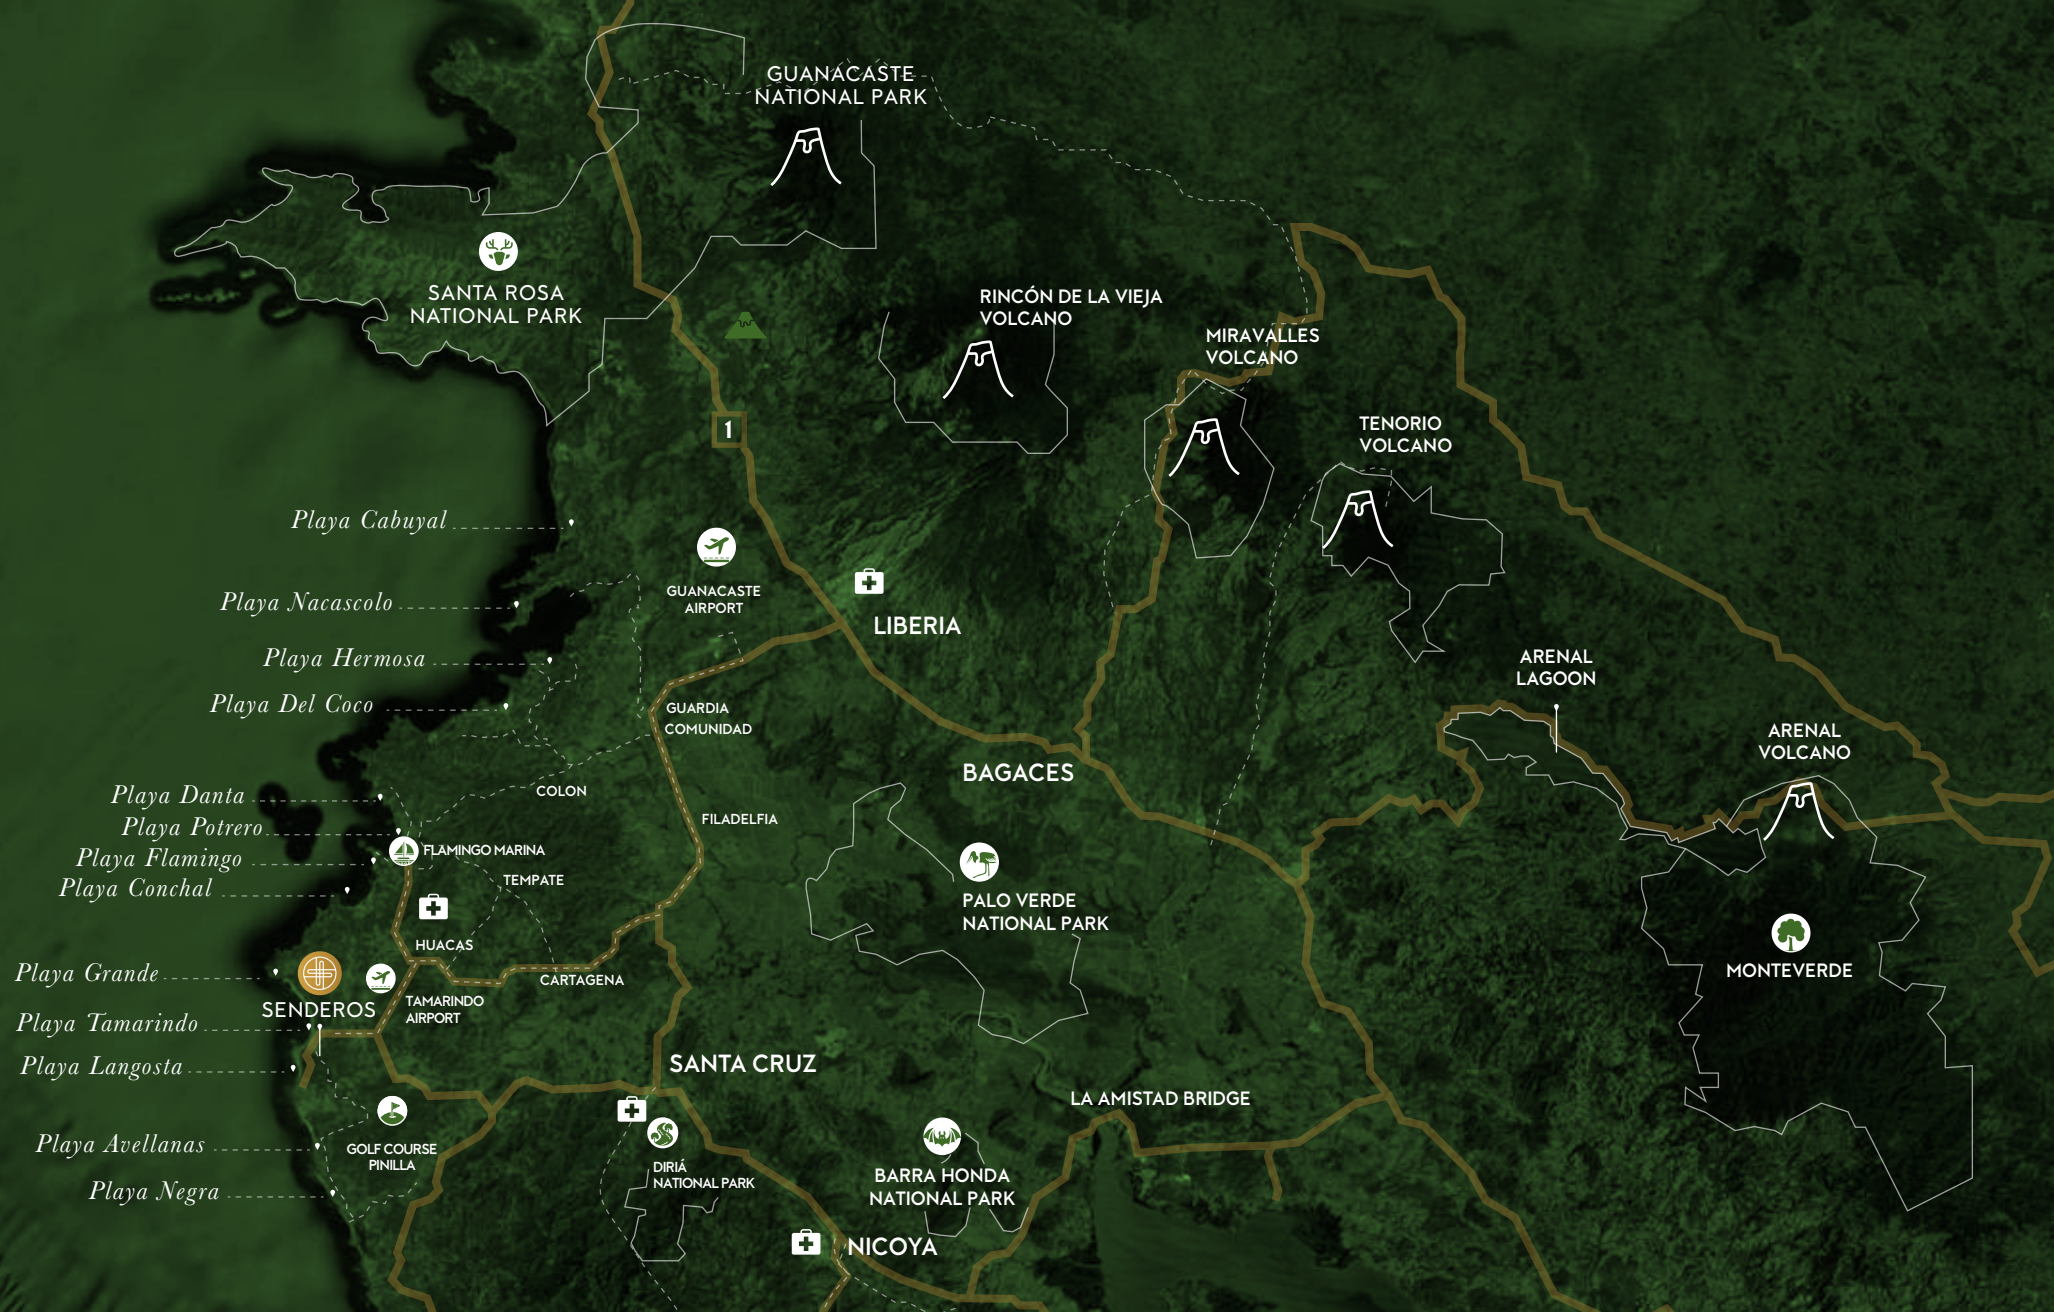 GUANACASTE
NATIONAL PARK
SANTA ROSA
NATIONAL PARK
RINCÓN DE LA VIEJA
VOLCANO
MIRAVALLES
VOLCANO
TENORIO
VOLCANO
1
Playa Cabuyal
GUANACASTE
AIRPORT
LIBERIA
Playa Nacascolo
Playa Hermosa
Playa Del Coco
GUARDIA
COMUNIDAD
ARENAL
LAGOON
ARENAL
VOLCANO
BAGACES
COLON
FILADELFIA
Playa Danta
Playa Potrero
Playa Flamingo
Playa Conchal
FLAMINGO MARINA
TEMPATE
PALO VERDE
NATIONAL PARK
HUACAS
CARTAGENA
MONTEVERDE
Playa Grande
SENDEROS
TAMARINDO
AIRPORT
Playa Tamarindo
Playa Langosta
SANTA CRUZ
LA AMISTAD BRIDGE
Playa Avellanas
GOLF COURSE
PINILLA
DIRIÁ
NATIONAL PARK
BARRA HONDA
NATIONAL PARK
Playa Negra
NICOYA